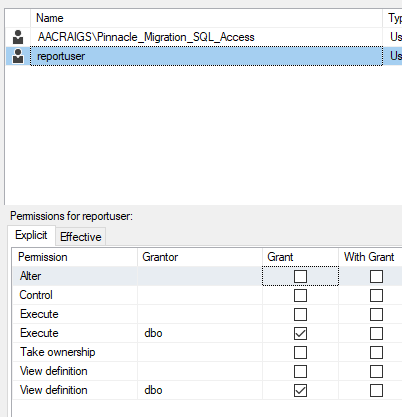 Name Typ
AACRAIGS\Pinnacle_Migration_SQL_Access Us
reportuser Us
Permissions for reportuser:
Explicit Effective
Permission Grantor Grant With Grant
Alter
Control
Execute
Execute dbo
Take ownership
View definition
View definition dbo